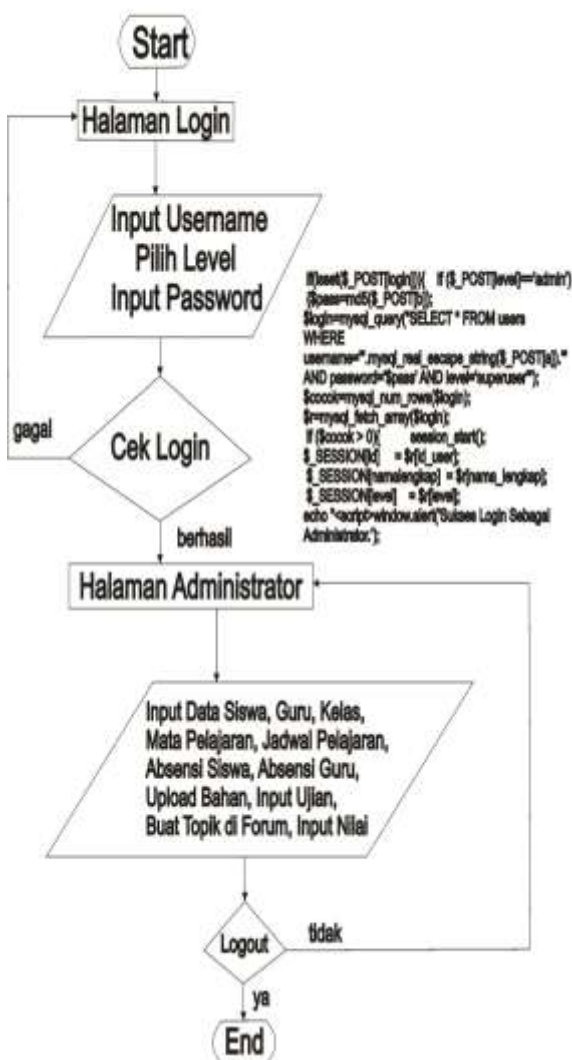 Start
Halaman Login
Input Username
Pilih Level
Input Password
If(isset($_POST[login])){ If ($_POST[level]=='admin')
{$pass=md5($_POST[b]);
$login=mysql_query("SELECT * FROM users
WHERE
username='".mysql_real_escape_string($_POST[a])."'
AND password='$pass' AND level='superuser'");
$cocok=mysql_num_rows($login);
$r=mysql_fetch_array($login);
If ($cocok > 0){ session_start();
$_SESSION[id] = $r[id_user];
$_SESSION[namalengkap] = $r[nama_lengkap];
$_SESSION[level] = $r[level];
echo "<script>window.alert('Sukses Login Sebagai
Administrator.');
gagal
Cek Login
berhasil
Halaman Administrator
Input Data Siswa, Guru, Kelas,
Mata Pelajaran, Jadwal Pelajaran,
Absensi Siswa, Absensi Guru,
Upload Bahan, Input Ujian,
Buat Topik di Forum, Input Nilai
Logout
tidak
ya
End